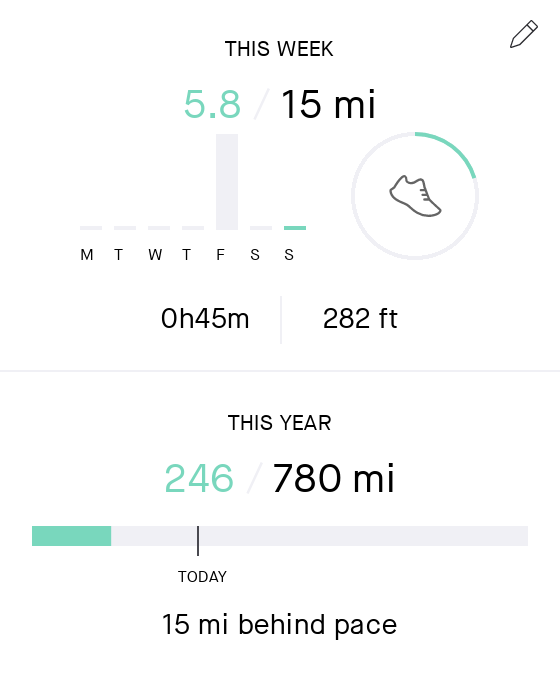 THIS WEEK
5.8 / 15 mi
M T W T F S S
0h45m 282 ft
THIS YEAR
246 / 780 mi
TODAY
15 mi behind pace